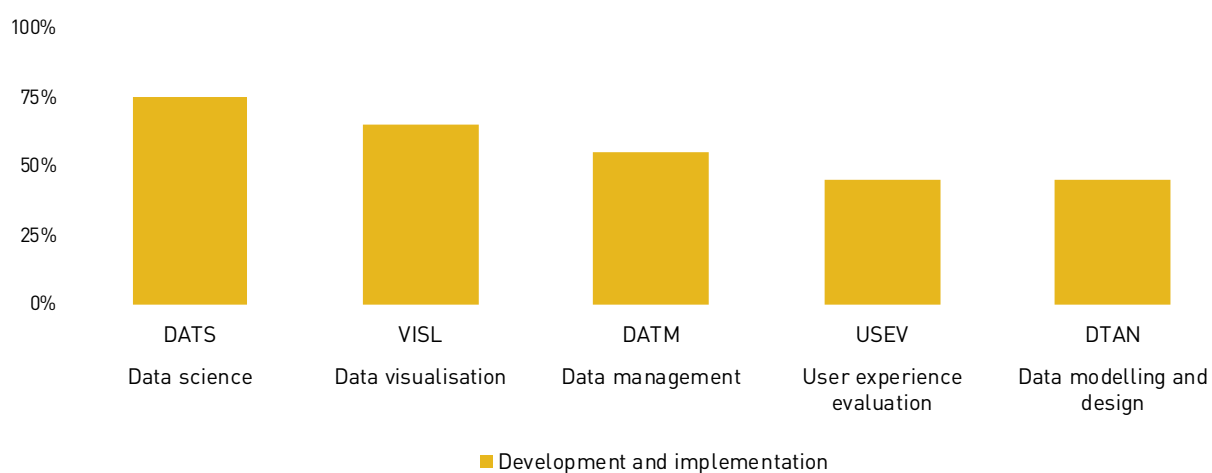 100%
75%
50%
25%
0%
DATS
VISL
DATM
USEV
DTAN
Data science
Data visualisation
Data management
User experience
evaluation
Data modelling and
design
Development and implementation